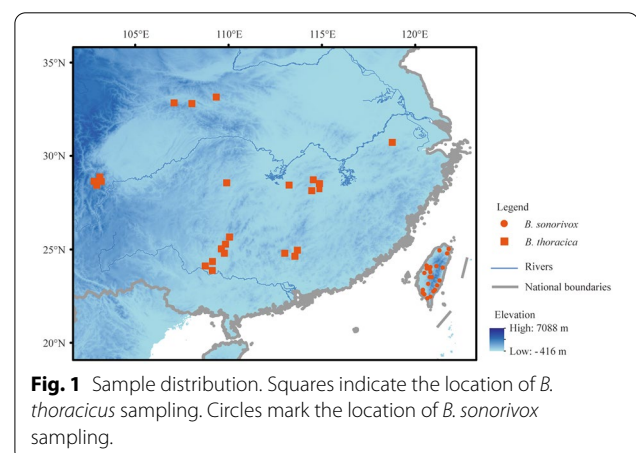 105°E 110°E 115°E 120°E
35°N
30°N
25°N
20°N
Legend
B. sonorivox
B. thoracica
Rivers
National boundaries
Elevation
High: 7088 m
Low: - 416 m
Fig. 1 Sample distribution. Squares indicate the location of B.
thoracicus sampling. Circles mark the location of B. sonorivox
sampling.